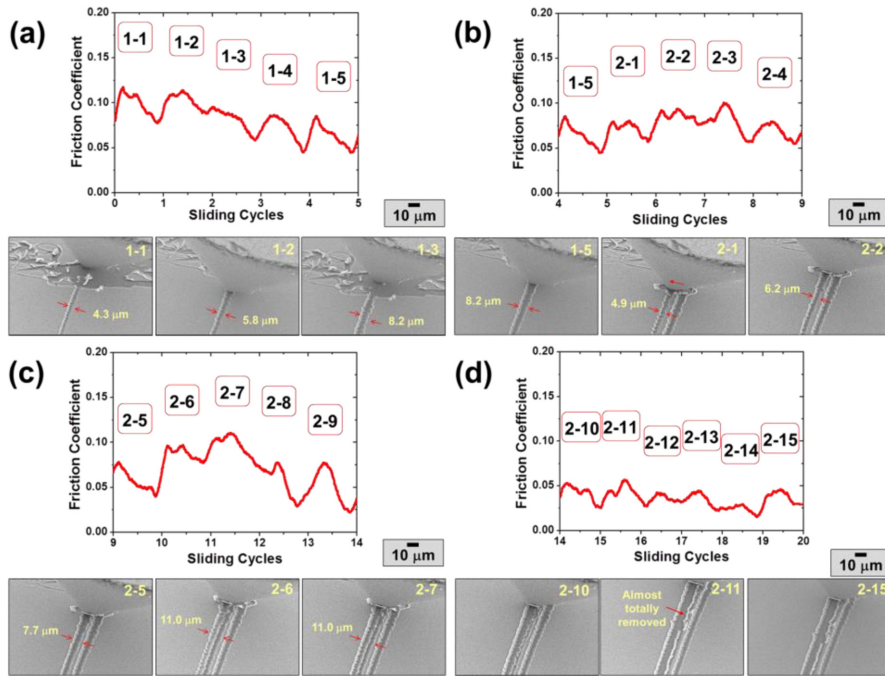 (a)
Friction Coefficient
0.20
0.15
0.10
0.05
0.00
1-1
1-2
1-3
1-4
1-5
0 1 2 3 4 5
Sliding Cycles
10 μm
1-1
4.3 μm
1-2
5.8 μm
1-3
8.2 μm
(b)
Friction Coefficient
0.20
0.15
0.10
0.05
0.00
1-5
2-1
2-2
2-3
2-4
4 5 6 7 8 9
Sliding Cycles
10 μm
1-5
8.2 μm
2-1
4.9 μm
2-2
6.2 μm
(c)
Friction Coefficient
0.20
0.15
0.10
0.05
0.00
2-5
2-6
2-7
2-8
2-9
9 10 11 12 13 14
Sliding Cycles
10 μm
2-5
7.7 μm
2-6
11.0 μm
2-7
11.0 μm
(d)
Friction Coefficient
0.20
0.15
0.10
0.05
0.00
2-10
2-11
2-12
2-13
2-14
2-15
14 15 16 17 18 19 20
Sliding Cycles
10 μm
2-10
2-11
Almost
totally
removed
2-15